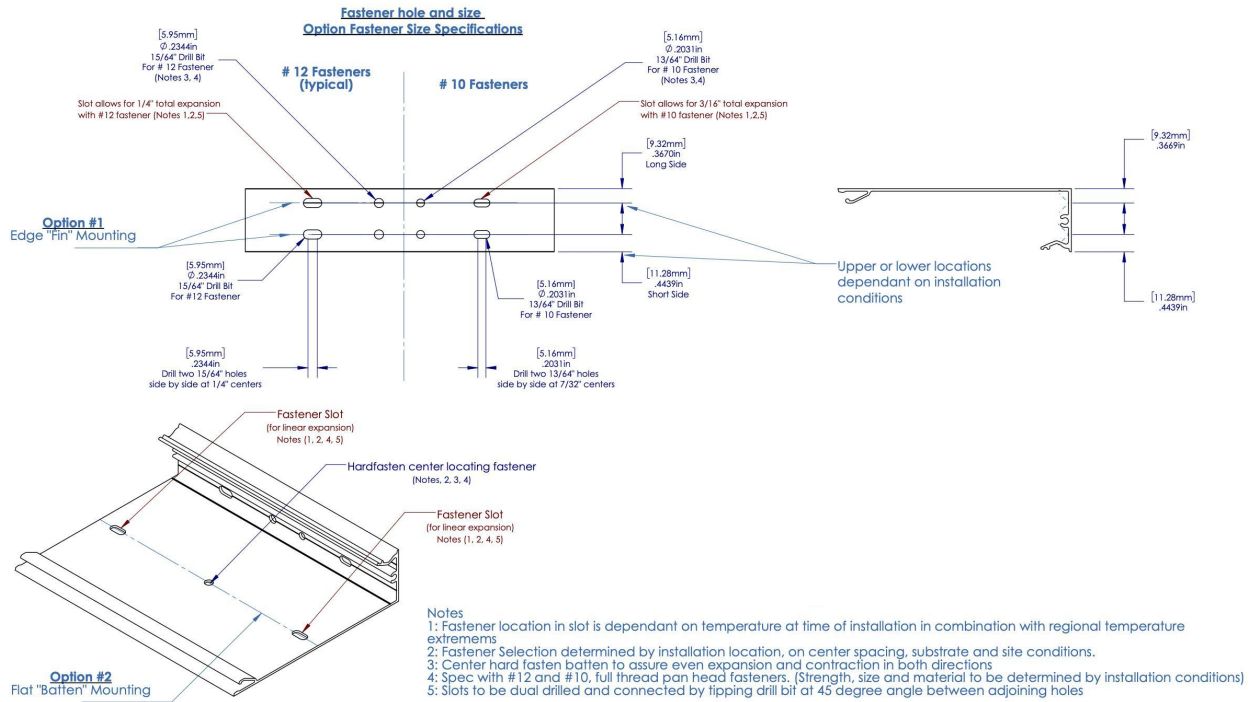 Fastener hole and size
Option Fastener Size Specifications
[5.95mm]
Ø.2344in
15/64" Drill Bit
For # 12 Fastener
(Notes 3, 4)
# 12 Fasteners
(typical)
# 10 Fasteners
[5.16mm]
Ø.2031in
13/64" Drill Bit
For # 10 Fastener
(Notes 3,4)
Slot allows for 1/4" total expansion
with #12 fastener (Notes 1,2,5)
Slot allows for 3/16" total expansion
with #10 fastener (Notes 1,2,5)
[9.32mm]
.3670in
Long Side
[9.32mm]
.3669in
Option #1
Edge "Fin" Mounting
[5.95mm]
Ø.2344in
15/64" Drill Bit
For #12 Fastener
[5.16mm]
Ø.2031in
13/64" Drill Bit
For # 10 Fastener
[11.28mm]
.4439in
Short Side
Upper or lower locations
dependant on installation
conditions
[11.28mm]
.4439in
[5.95mm]
.2344in
Drill two 15/64" holes
side by side at 1/4" centers
[5.16mm]
.2031in
Drill two 13/64" holes
side by side at 7/32" centers
Fastener Slot
(for linear expansion)
Notes (1, 2, 4, 5)
Hardfasten center locating fastener
(Notes, 2, 3, 4)
Fastener Slot
(for linear expansion)
Notes (1, 2, 4, 5)
Option #2
Flat "Batten" Mounting
Notes
1: Fastener location in slot is dependant on temperature at time of installation in combination with regional temperature
extremems
2: Fastener Selection determined by installation location, on center spacing, substrate and site conditions.
3: Center hard fasten batten to assure even expansion and contraction in both directions
4: Spec with #12 and #10, full thread pan head fasteners. (Strength, size and material to be determined by installation conditions)
5: Slots to be dual drilled and connected by tipping drill bit at 45 degree angle between adjoining holes